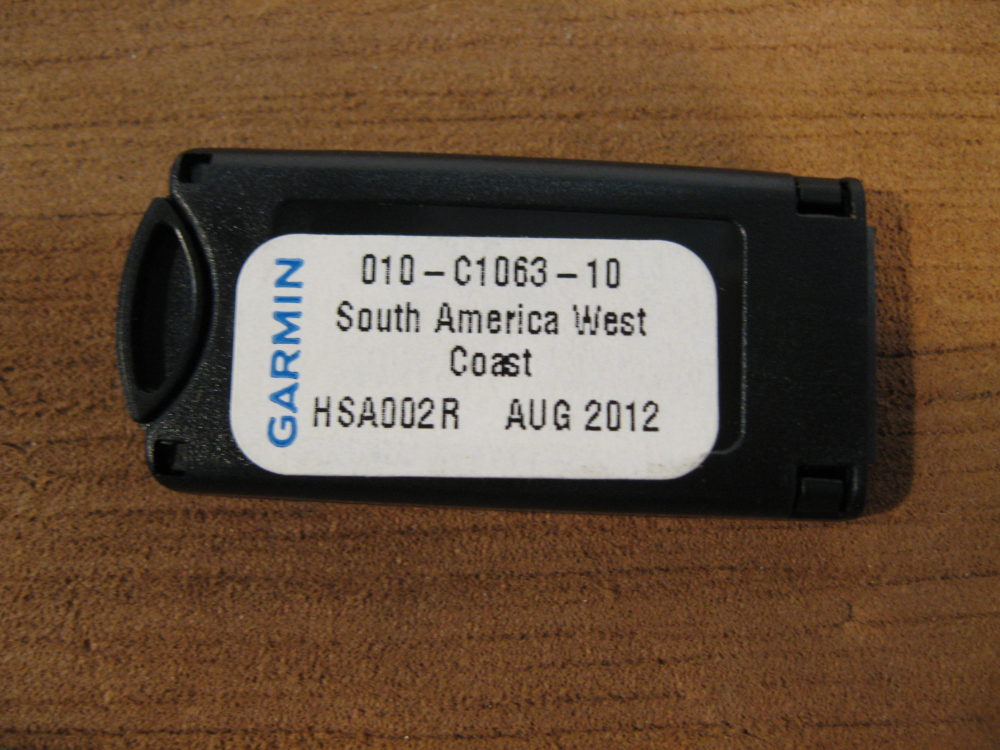 GARMIN
010-C1063-10
South America West
Coast
HSA002R AUG 2012